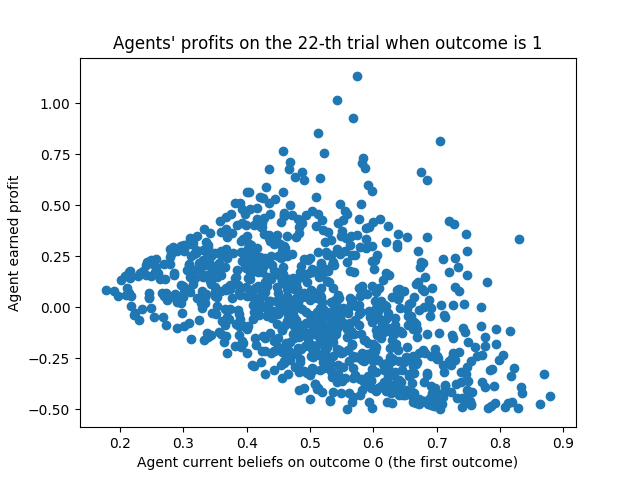 Agents' profits on the 22-th trial when outcome is 1
1.00
0.75
0.50
0.25
0.00
−0.25
−0.50
Agent earned profit
0.2 0.3 0.4 0.5 0.6 0.7 0.8 0.9
Agent current beliefs on outcome 0 (the first outcome)